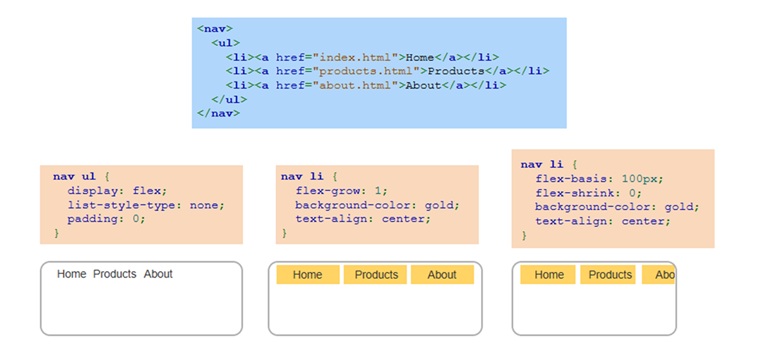 <nav>
  <ul>
    <li><a href="index.html">Home</a></li>
    <li><a href="products.html">Products</a></li>
    <li><a href="about.html">About</a></li>
  </ul>
</nav>
nav ul {
  display: flex;
  list-style-type: none;
  padding: 0;
}
Home Products About
nav li {
  flex-grow: 1;
  background-color: gold;
  text-align: center;
}
Home Products About
nav li {
  flex-basis: 100px;
  flex-shrink: 0;
  background-color: gold;
  text-align: center;
}
Home Products Abo